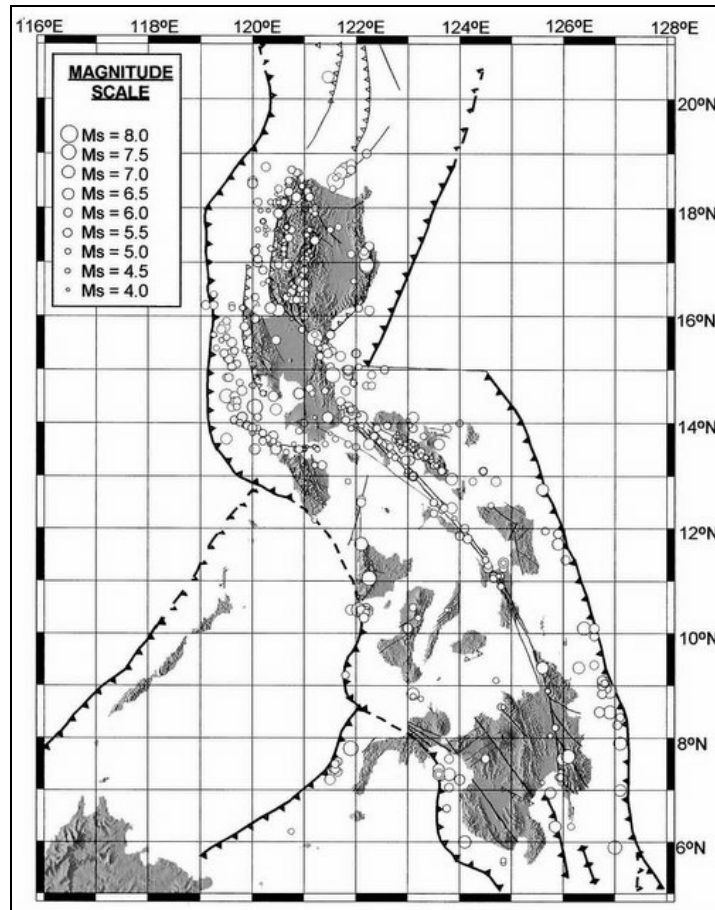 116ºE 118ºE 120ºE 122ºE 124ºE 126ºE 128ºE
MAGNITUDE
SCALE
Ms = 8.0
Ms = 7.5
Ms = 7.0
Ms = 6.5
Ms = 6.0
Ms = 5.5
Ms = 5.0
Ms = 4.5
Ms = 4.0
20ºN
18ºN
16ºN
14ºN
12ºN
10ºN
8ºN
6ºN